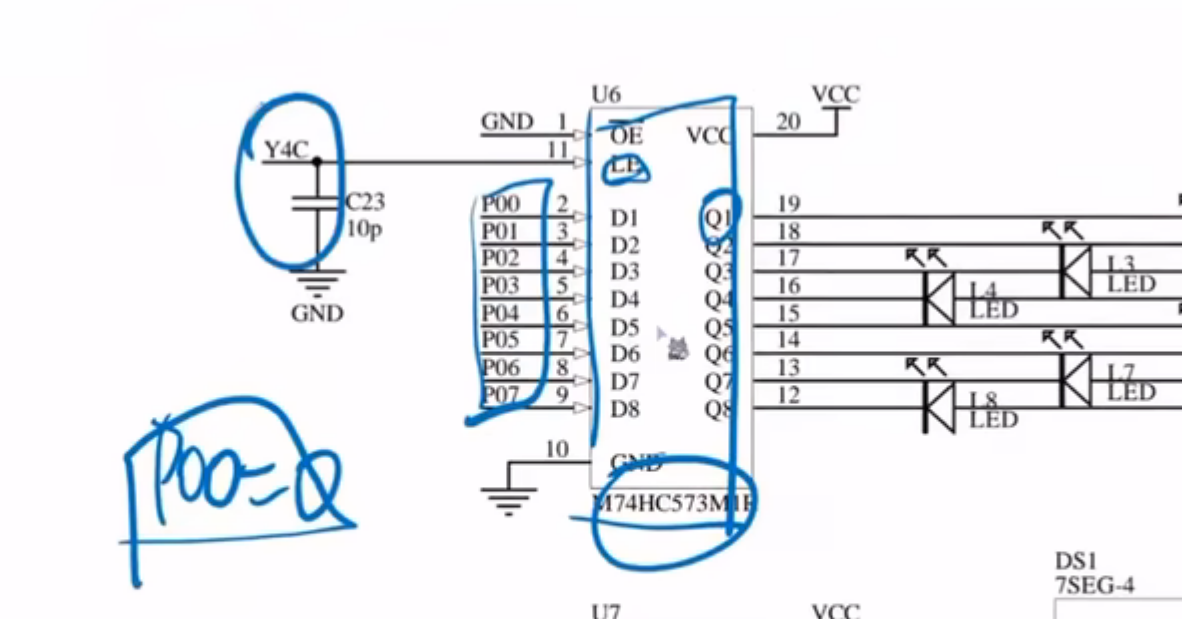 U6
VCC
GND 1 OE VCC 20
Y4C 11 LE
C23
10p
P00 2 D1 Q1 19
P01 3 D2 Q2 18
P02 4 D3 Q3 17
P03 5 D4 Q4 16
P04 6 D5 Q5 15
P05 7 D6 Q6 14
P06 8 D7 Q7 13
P07 9 D8 Q8 12
L3
LED
L4
LED
L7
LED
L8
LED
GND
10 GND
M74HC573M1R
P00=0
DS1
7SEG-4
U7
VCC